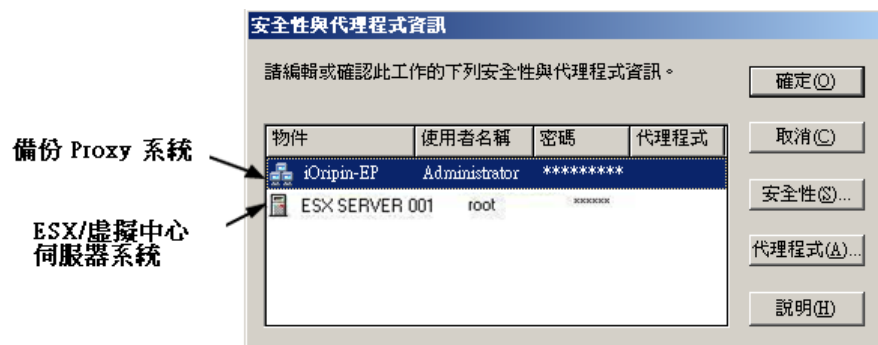 安全性與代理程式資訊
請編輯或確認此工作的下列安全性與代理程式資訊。
確定(O)
物件 使用者名稱 密碼 代理程式
取消(C)
備份 Proxy 系統
iOripin-EP Administrator *********
ESX SERVER 001 root ******
安全性(S)...
ESX/虛擬中心
伺服器系統
代理程式(A)...
說明(H)